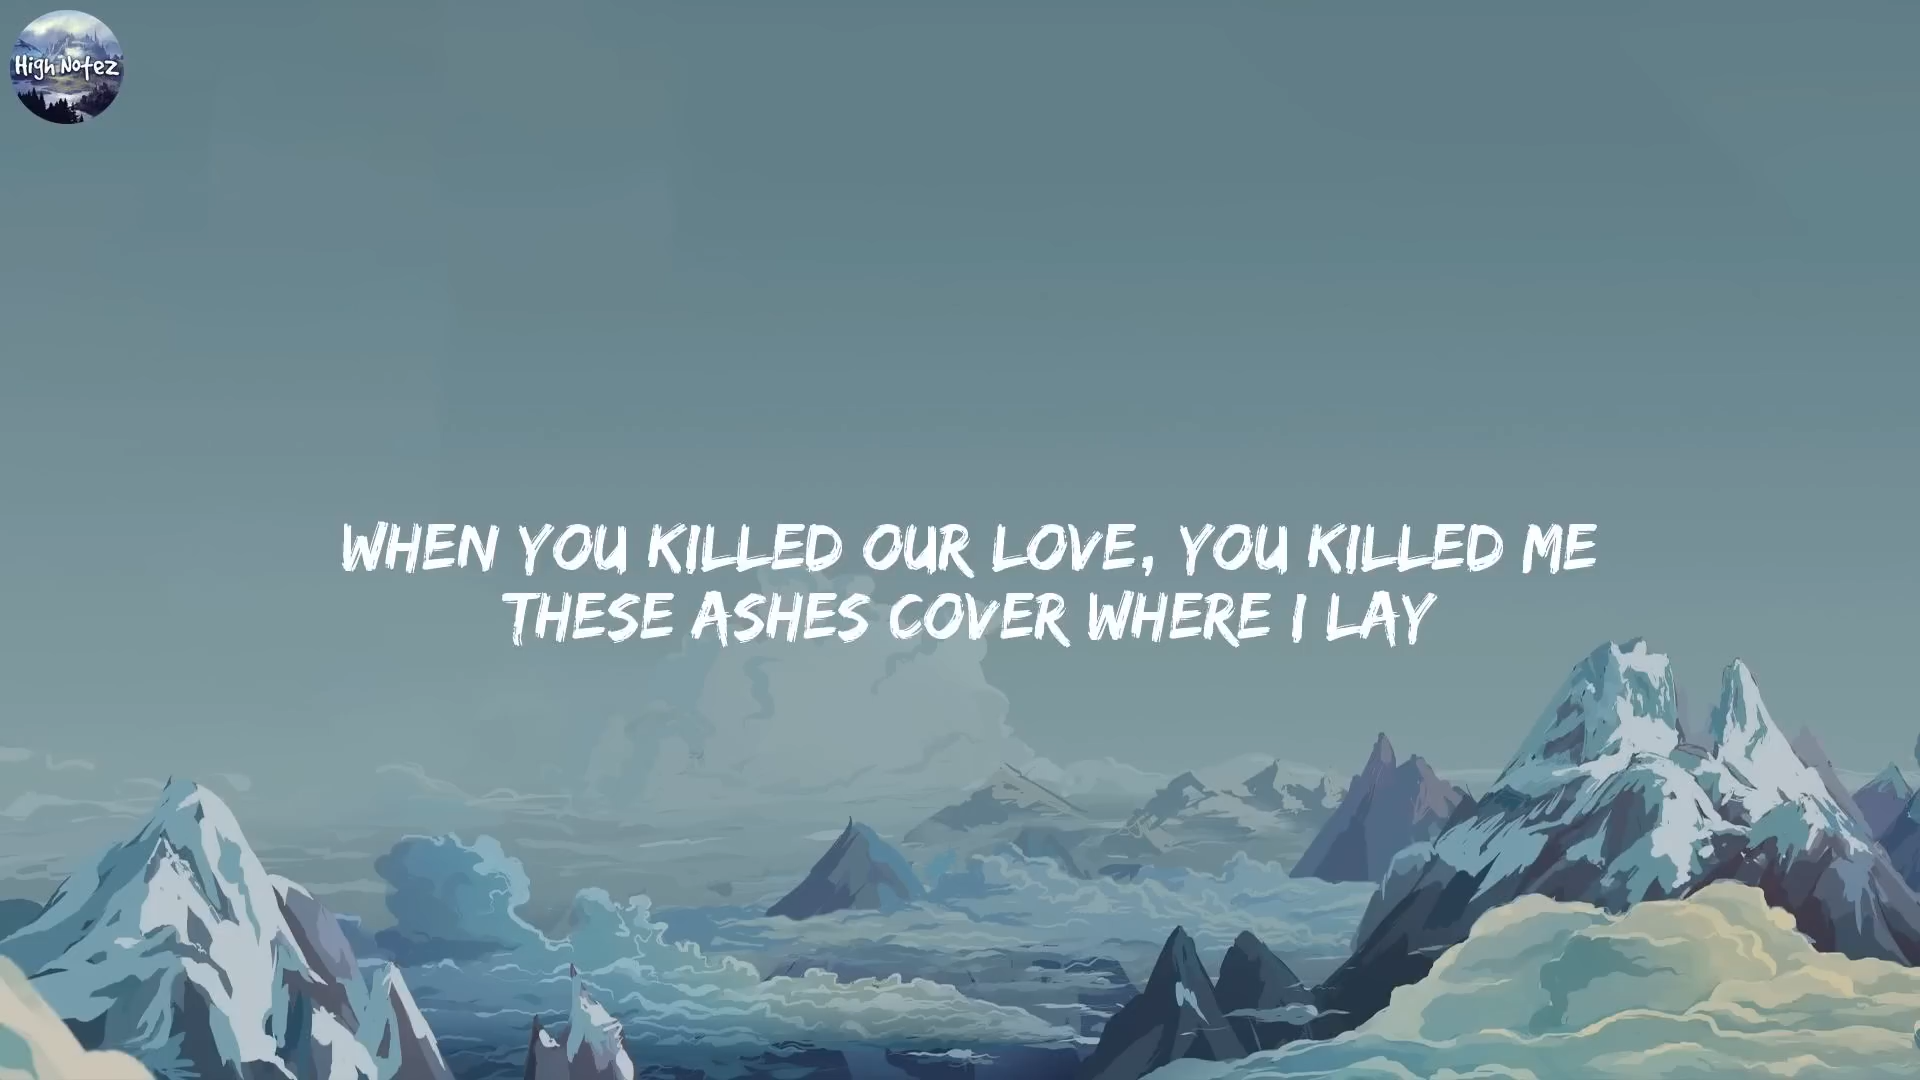 High Notez
WHEN YOU KILLED OUR LOVE, YOU KILLED ME
THESE ASHES COVER WHERE I LAY